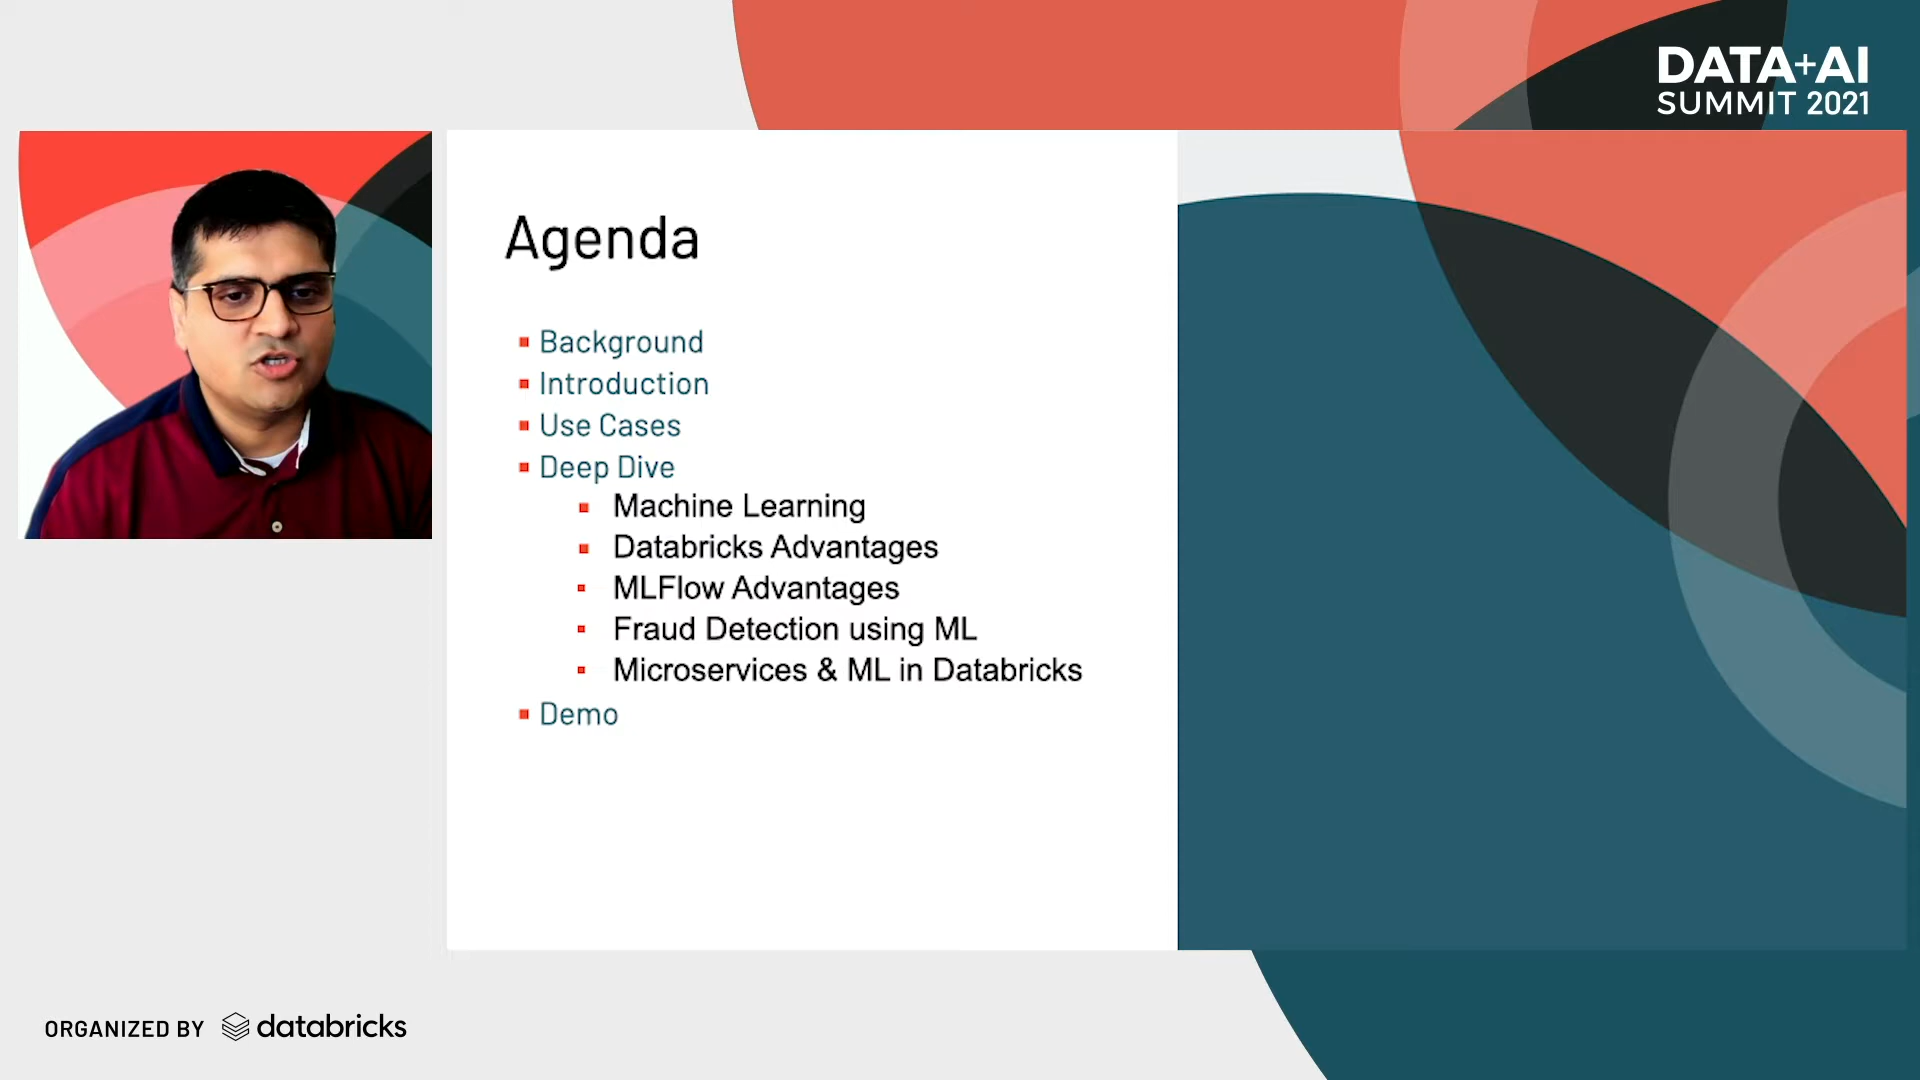 DATA+AI
SUMMIT 2021
Agenda
Background
Introduction
Use Cases
Deep Dive
Machine Learning
Databricks Advantages
MLFlow Advantages
Fraud Detection using ML
Microservices & ML in Databricks
Demo
ORGANIZED BY databricks